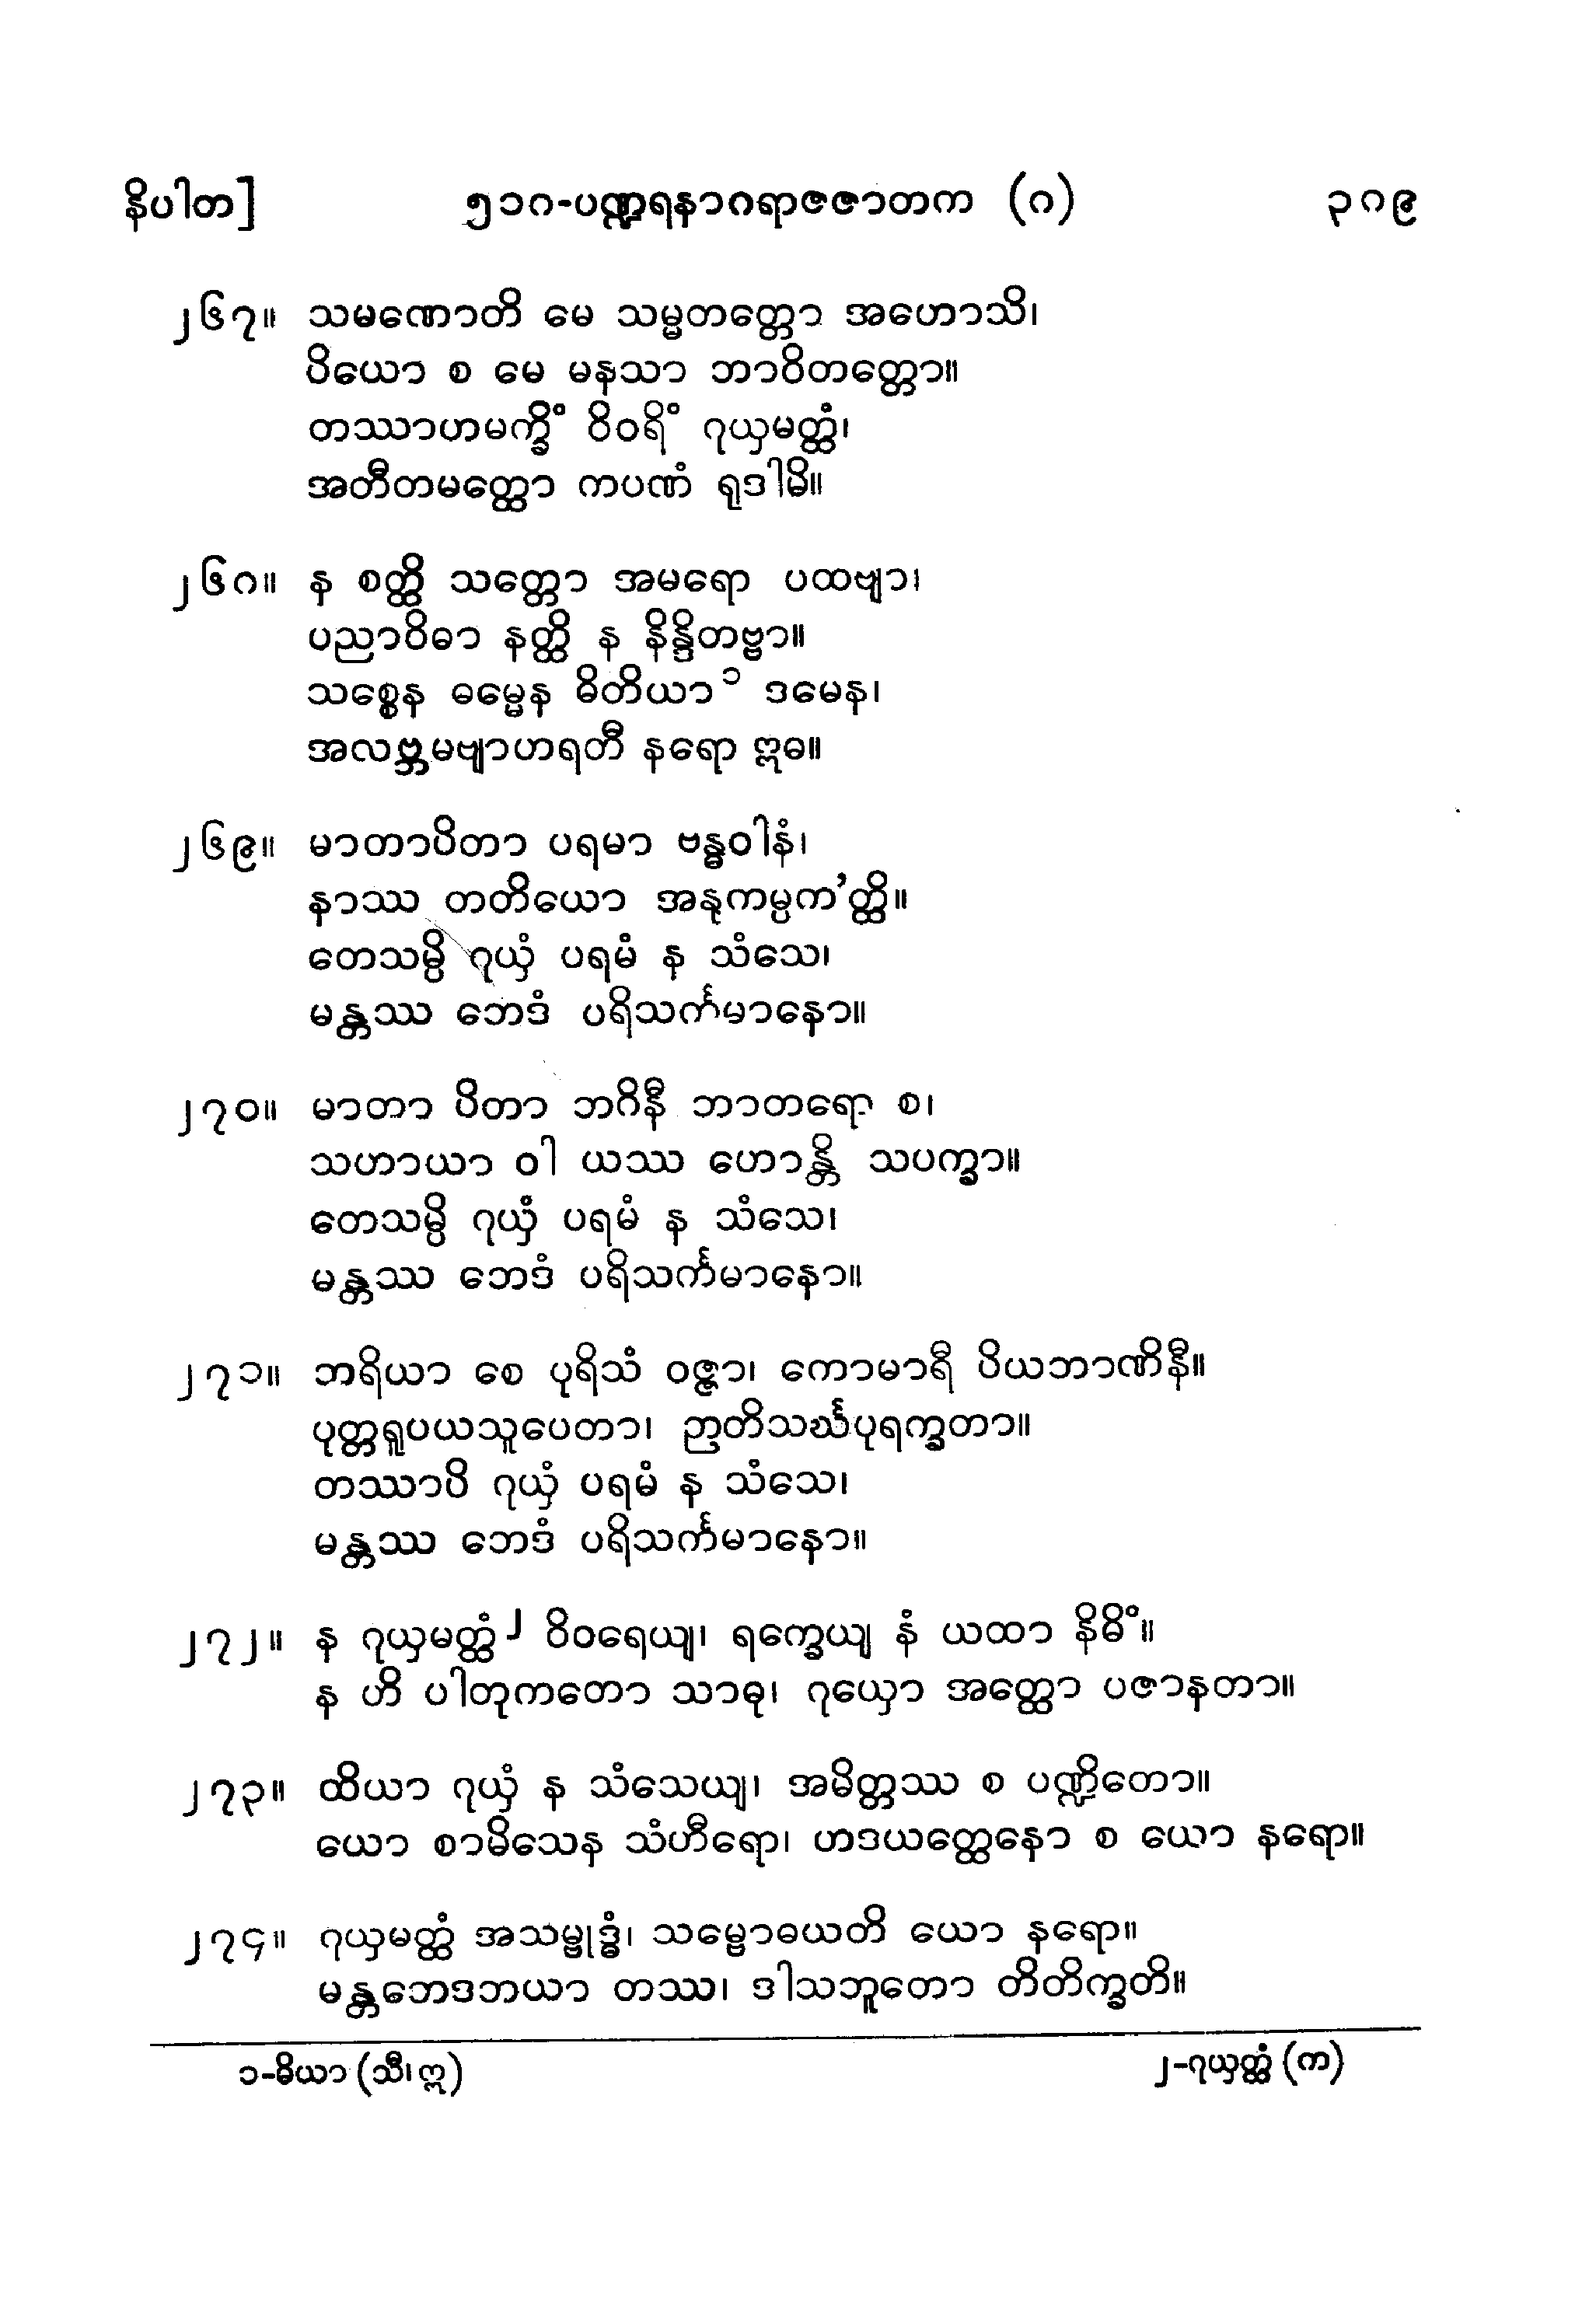 နိပါတ] ၅၁၈-ပဏ္ဍရနာဂရာဇဇာတက (၈) ၃၀၉
၂၆၇။ သမဏောတိ မေ သမ္မတတ္တော အဟောသိ၊
ပိယော စ မေ မနသာ ဘာဝိတတ္တော။
တဿာဟမက္ခိံ ဝိဝရိံ ဂုယှမတ္ထံ၊
အတီတမတ္ထော ကပဏံ ရုဒါမိ။
၂၆၈။ န စတ္ထိ သတ္တော အမရော ပထဗျာ၊
ပညာဝိဓာ နတ္ထိ န နိန္ဒိတဗ္ဗာ။
သစ္စေန ဓမ္မေန ဓိတိယာ၁ ဒမေန၊
အလဗ္ဘမဗျာဟရတီ နရော ဣဓ။
၂၆၉။ မာတာပိတာ ပရမာ ဗန္ဓဝါနံ၊
နာဿ တတိယော အနုကမ္ပက’တ္ထိ။
တေသမ္ပိ ဂုယှံ ပရမံ န သံသေ၊
မန္တဿ ဘေဒံ ပရိသင်္ကမာနော။
၂၇၀။ မာတာ ပိတာ ဘဂိနီ ဘာတရော စ၊
သဟာယာ ဝါ ယဿ ဟောန္တိ သပက္ခာ။
တေသမ္ပိ ဂုယှံ ပရမံ န သံသေ၊
မန္တဿ ဘေဒံ ပရိသင်္ကမာနော။
၂၇၁။ ဘရိယာ စေ ပုရိသံ ဝဇ္ဇာ၊ ကောမာရီ ပိယဘာဏိနီ။
ပုတ္တရူပယသူပေတာ၊ ဉာတိသင်္ဃပုရက္ခတာ။
တဿာပိ ဂုယှံ ပရမံ န သံသေ၊
မန္တဿ ဘေဒံ ပရိသင်္ကမာနော။
၂၇၂။ န ဂုယှမတ္ထံ၂ ဝိဝရေယျ၊ ရက္ခေယျ နံ ယထာ နိဓိံ။
န ဟိ ပါတုကတော သာဓု၊ ဂုယှော အတ္ထော ပဇာနတာ။
၂၇၃။ ထိယာ ဂုယှံ န သံသေယျ၊ အမိတ္တဿ စ ပဏ္ဍိတော။
ယော စာမိသေန သံဟီရော၊ ဟဒယတ္ထေနော စ ယော နရော။
၂၇၄။ ဂုယှမတ္ထံ အသမ္ဗုဒ္ဓံ၊ သမ္ဗောဓယတိ ယော နရော။
မန္တဘေဒဘယာ တဿ၊ ဒါသဘူတော တိတိက္ခတိ။
၁-ဓိယာ (သီ၊ ဣ) ၂-ဂုယှတ္ထံ (က)